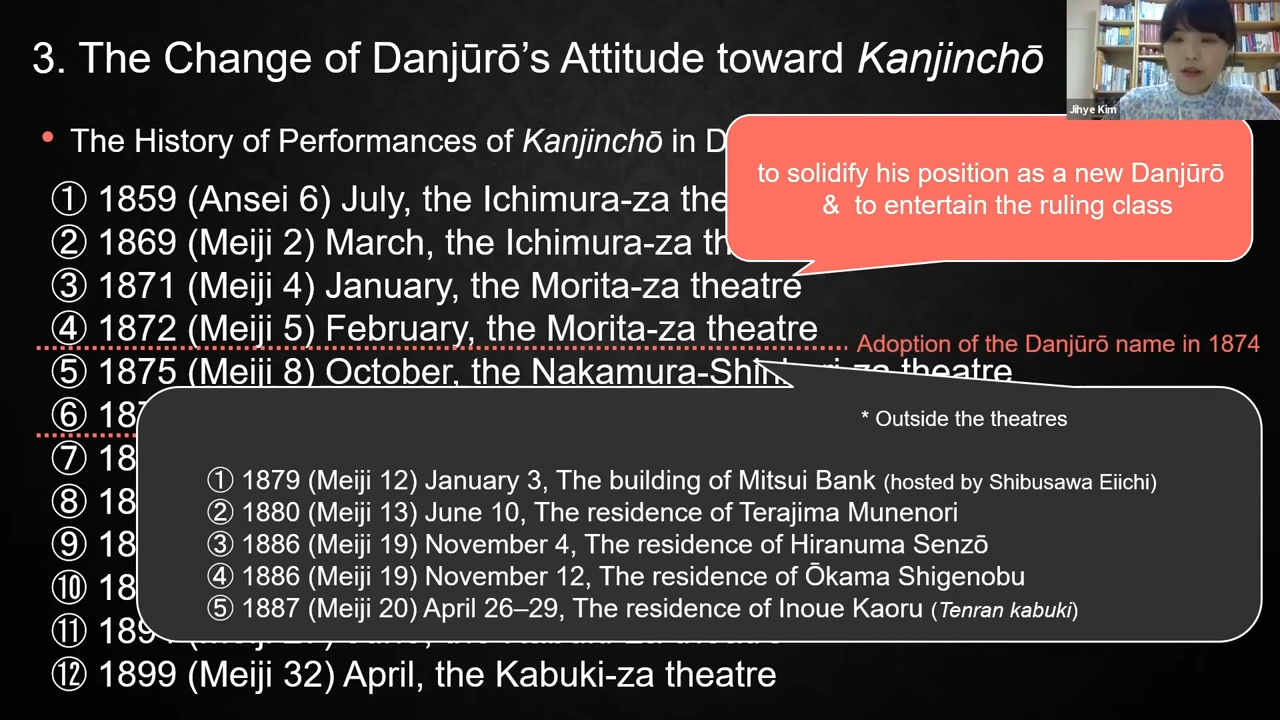 3. The Change of Danjūrō’s Attitude toward Kanjinchō
Jihye Kim
• The History of Performances of Kanjinchō in D
to solidify his position as a new Danjūrō
& to entertain the ruling class
① 1859 (Ansei 6) July, the Ichimura-za the
② 1869 (Meiji 2) March, the Ichimura-za th
③ 1871 (Meiji 4) January, the Morita-za theatre
④ 1872 (Meiji 5) February, the Morita-za theatre
Adoption of the Danjūrō name in 1874
⑤ 1875 (Meiji 8) October, the Nakamura-Shin theatre
⑥ 187
* Outside the theatres
⑦ 18
① 1879 (Meiji 12) January 3, The building of Mitsui Bank (hosted by Shibusawa Eiichi)
⑧ 18
② 1880 (Meiji 13) June 10, The residence of Terajima Munenori
⑨ 18
③ 1886 (Meiji 19) November 4, The residence of Hiranuma Senzō
④ 1886 (Meiji 19) November 12, The residence of Ōkama Shigenobu
⑩ 18
⑤ 1887 (Meiji 20) April 26–29, The residence of Inoue Kaoru (Tenran kabuki)
⑪ 189
⑫ 1899 (Meiji 32) April, the Kabuki-za theatre